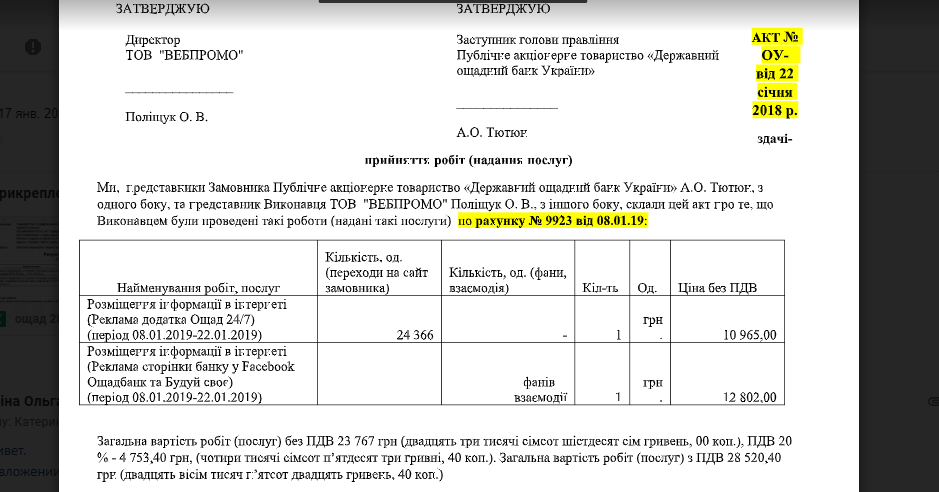 ЗАТВЕРДЖУЮ
ЗАТВЕРДЖУЮ
Директор
ТОВ "ВЕБПРОМО"
________________
Поліщук О. В.
Заступник голови правління
Публічне акціонерне товариство «Державний
ощадний банк України»
_______________
А.О. Тютюн
АКТ №
ОУ-
від 22
січня
2018 р.
здачі-
прийняття робіт (надання послуг)
Ми, представники Замовника Публічне акціонерне товариство «Державний ощадний банк України» А.О. Тютюн, з
одного боку, та представник Виконавця ТОВ "ВЕБПРОМО" Поліщук О. В., з іншого боку, склали цей акт про те, що
Виконавцем були проведені такі роботи (надані такі послуги) по рахунку № 9923 від 08.01.19:
Найменування робіт, послуг
Кількість, од.
(переходи на сайт
замовника)
Кількість, од. (фани,
взаємодія)
Кіл-ть
Од.
Ціна без ПДВ
Розміщення інформації в інтернеті
(Реклама додатка Ощад 24/7)
(період 08.01.2019-22.01.2019)
24 366
-
1
грн
.
10 965,00
Розміщення інформації в інтернеті
(Реклама сторінки банку у Facebook
Ощадбанк та Будуй своє)
(період 08.01.2019-22.01.2019)
фанів
взаємодії
1
грн
.
12 802,00
Загальна вартість робіт (послуг) без ПДВ 23 767 грн (двадцять три тисячі сімсот шістдесят сім гривень, 00 коп.), ПДВ 20
% - 4 753,40 грн, (чотири тисячі сімсот п’ятдесят три гривні, 40 коп.). Загальна вартість робіт (послуг) з ПДВ 28 520,40
грн (двадцять вісім тисяч п’ятсот двадцять гривень, 40 коп.)
17 янв. 20
рикрепле
ощад 2
іна Ольга
му: Катери
ивет.
вложении